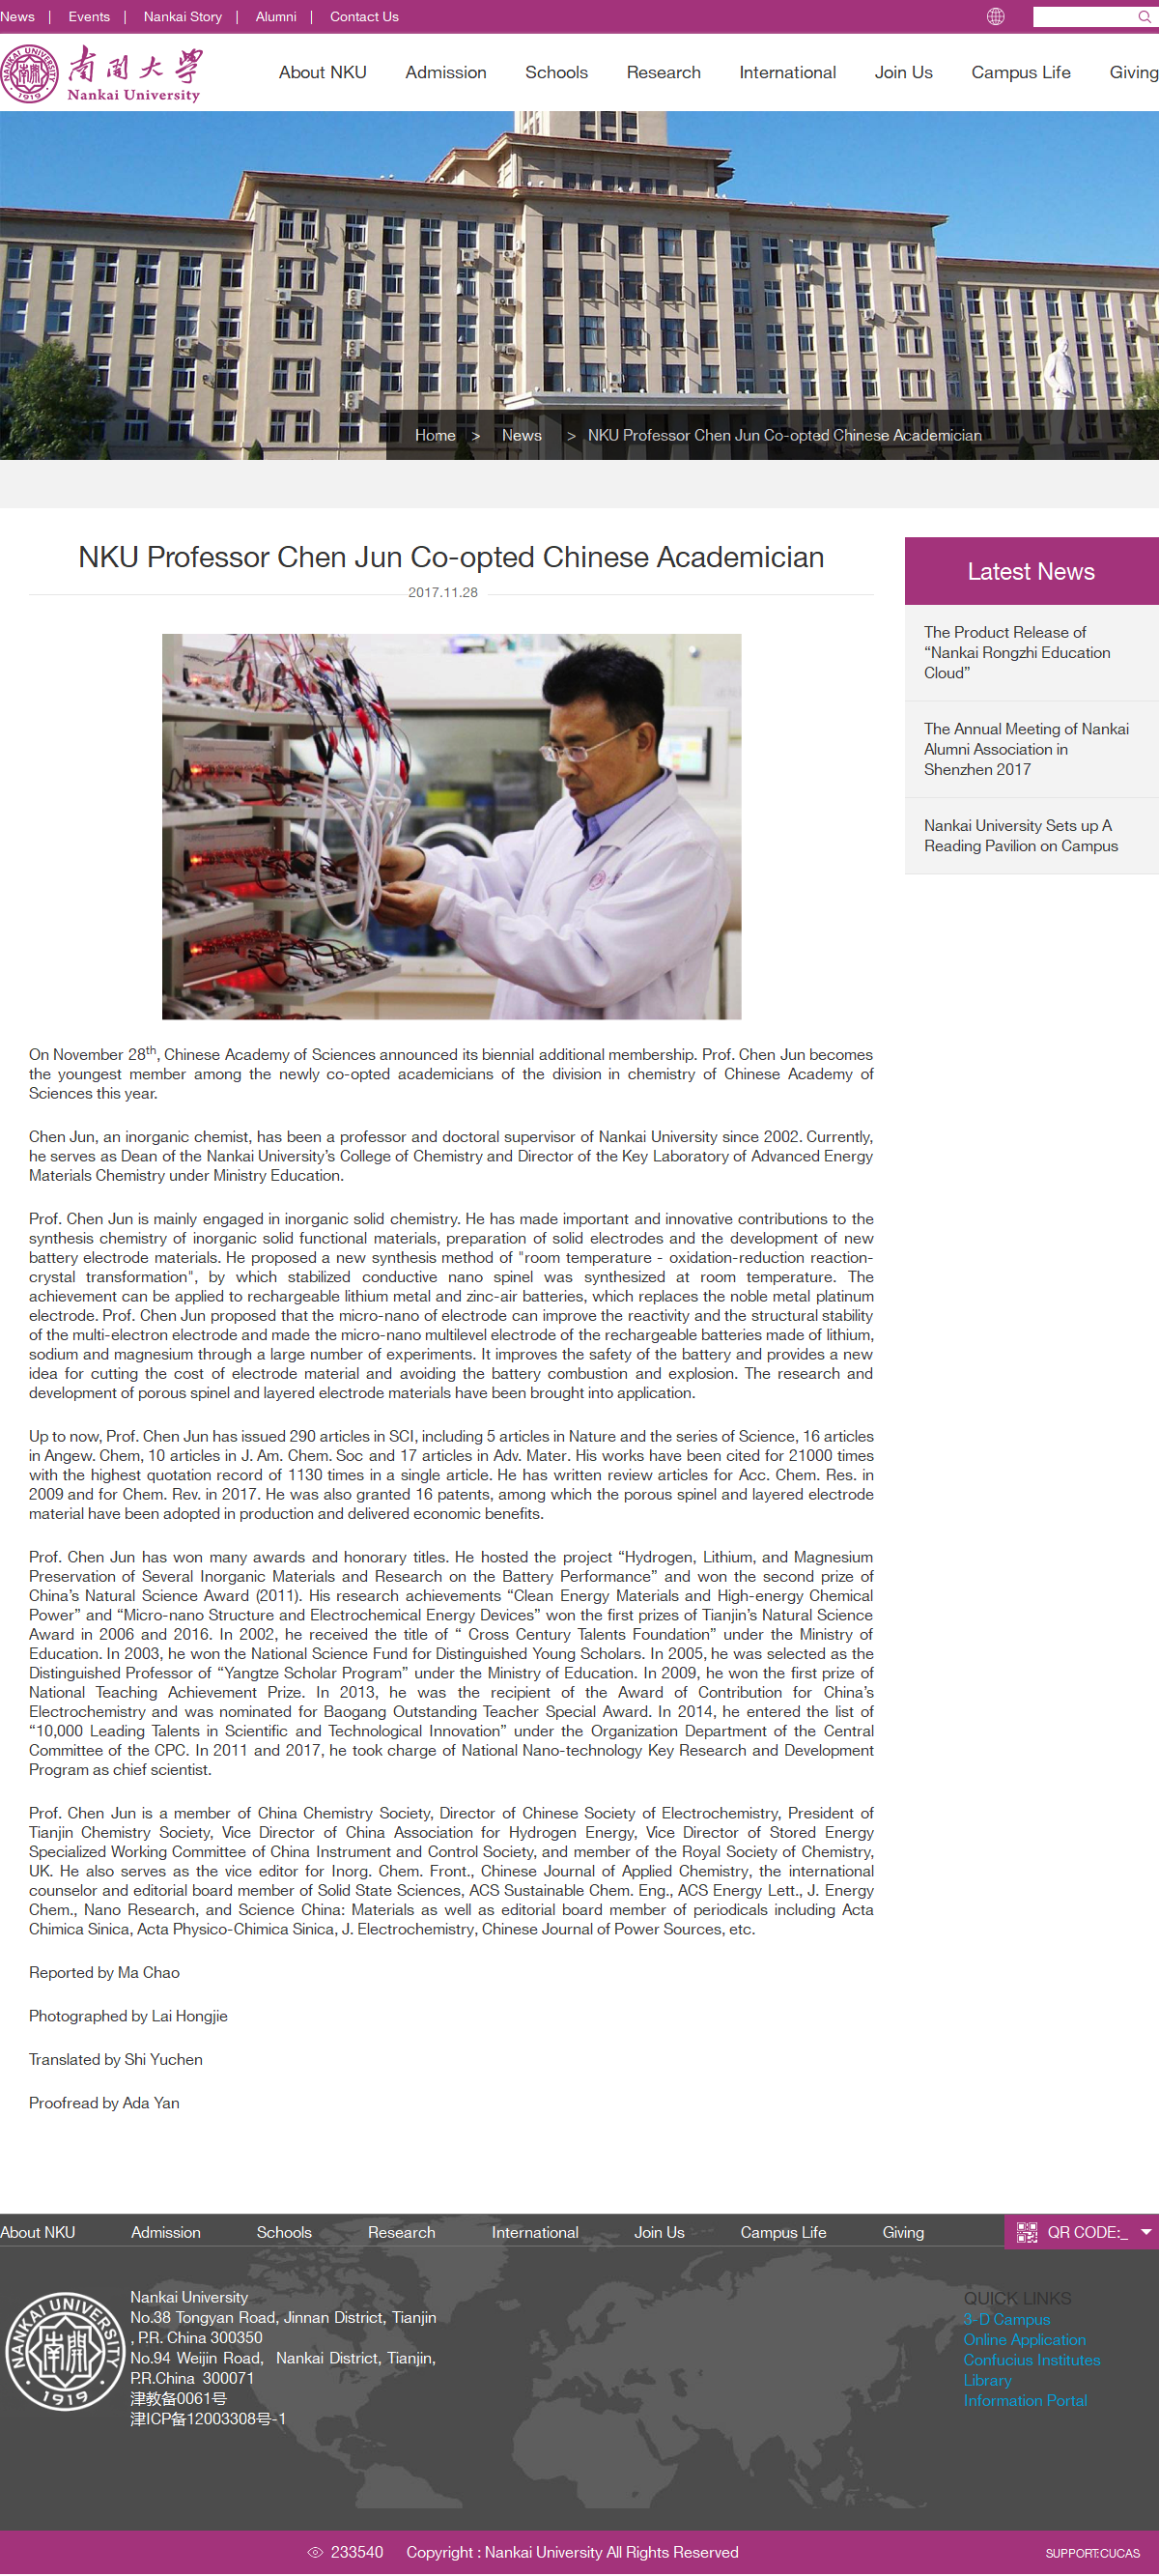 News | Events | Nankai Story | Alumni | Contact Us
NANKAI UNIVERSITY 1919 南開大學
Nankai University
About NKU Admission Schools Research International Join Us Campus Life Giving
Home > News > NKU Professor Chen Jun Co-opted Chinese Academician
NKU Professor Chen Jun Co-opted Chinese Academician
2017.11.28
Latest News
The Product Release of
“Nankai Rongzhi Education
Cloud”
The Annual Meeting of Nankai
Alumni Association in
Shenzhen 2017
Nankai University Sets up A
Reading Pavilion on Campus
On November 28th, Chinese Academy of Sciences announced its biennial additional membership. Prof. Chen Jun becomes
the youngest member among the newly co-opted academicians of the division in chemistry of Chinese Academy of
Sciences this year.
Chen Jun, an inorganic chemist, has been a professor and doctoral supervisor of Nankai University since 2002. Currently,
he serves as Dean of the Nankai University’s College of Chemistry and Director of the Key Laboratory of Advanced Energy
Materials Chemistry under Ministry Education.
Prof. Chen Jun is mainly engaged in inorganic solid chemistry. He has made important and innovative contributions to the
synthesis chemistry of inorganic solid functional materials, preparation of solid electrodes and the development of new
battery electrode materials. He proposed a new synthesis method of "room temperature - oxidation-reduction reaction-
crystal transformation", by which stabilized conductive nano spinel was synthesized at room temperature. The
achievement can be applied to rechargeable lithium metal and zinc-air batteries, which replaces the noble metal platinum
electrode. Prof. Chen Jun proposed that the micro-nano of electrode can improve the reactivity and the structural stability
of the multi-electron electrode and made the micro-nano multilevel electrode of the rechargeable batteries made of lithium,
sodium and magnesium through a large number of experiments. It improves the safety of the battery and provides a new
idea for cutting the cost of electrode material and avoiding the battery combustion and explosion. The research and
development of porous spinel and layered electrode materials have been brought into application.
Up to now, Prof. Chen Jun has issued 290 articles in SCI, including 5 articles in Nature and the series of Science, 16 articles
in Angew. Chem, 10 articles in J. Am. Chem. Soc and 17 articles in Adv. Mater. His works have been cited for 21000 times
with the highest quotation record of 1130 times in a single article. He has written review articles for Acc. Chem. Res. in
2009 and for Chem. Rev. in 2017. He was also granted 16 patents, among which the porous spinel and layered electrode
material have been adopted in production and delivered economic benefits.
Prof. Chen Jun has won many awards and honorary titles. He hosted the project “Hydrogen, Lithium, and Magnesium
Preservation of Several Inorganic Materials and Research on the Battery Performance” and won the second prize of
China’s Natural Science Award (2011). His research achievements “Clean Energy Materials and High-energy Chemical
Power” and “Micro-nano Structure and Electrochemical Energy Devices” won the first prizes of Tianjin’s Natural Science
Award in 2006 and 2016. In 2002, he received the title of “ Cross Century Talents Foundation” under the Ministry of
Education. In 2003, he won the National Science Fund for Distinguished Young Scholars. In 2005, he was selected as the
Distinguished Professor of “Yangtze Scholar Program” under the Ministry of Education. In 2009, he won the first prize of
National Teaching Achievement Prize. In 2013, he was the recipient of the Award of Contribution for China’s
Electrochemistry and was nominated for Baogang Outstanding Teacher Special Award. In 2014, he entered the list of
“10,000 Leading Talents in Scientific and Technological Innovation” under the Organization Department of the Central
Committee of the CPC. In 2011 and 2017, he took charge of National Nano-technology Key Research and Development
Program as chief scientist.
Prof. Chen Jun is a member of China Chemistry Society, Director of Chinese Society of Electrochemistry, President of
Tianjin Chemistry Society, Vice Director of China Association for Hydrogen Energy, Vice Director of Stored Energy
Specialized Working Committee of China Instrument and Control Society, and member of the Royal Society of Chemistry,
UK. He also serves as the vice editor for Inorg. Chem. Front., Chinese Journal of Applied Chemistry, the international
counselor and editorial board member of Solid State Sciences, ACS Sustainable Chem. Eng., ACS Energy Lett., J. Energy
Chem., Nano Research, and Science China: Materials as well as editorial board member of periodicals including Acta
Chimica Sinica, Acta Physico-Chimica Sinica, J. Electrochemistry, Chinese Journal of Power Sources, etc.
Reported by Ma Chao
Photographed by Lai Hongjie
Translated by Shi Yuchen
Proofread by Ada Yan
About NKU Admission Schools Research International Join Us Campus Life Giving QR CODE:_
NANKAI UNIVERSITY 1919 南開
Nankai University
No.38 Tongyan Road, Jinnan District, Tianjin
, P.R. China 300350
No.94 Weijin Road, Nankai District, Tianjin,
P.R.China 300071
津教备0061号
津ICP备12003308号-1
QUICK LINKS
3-D Campus
Online Application
Confucius Institutes
Library
Information Portal
233540 Copyright : Nankai University All Rights Reserved
SUPPORT:CUCAS